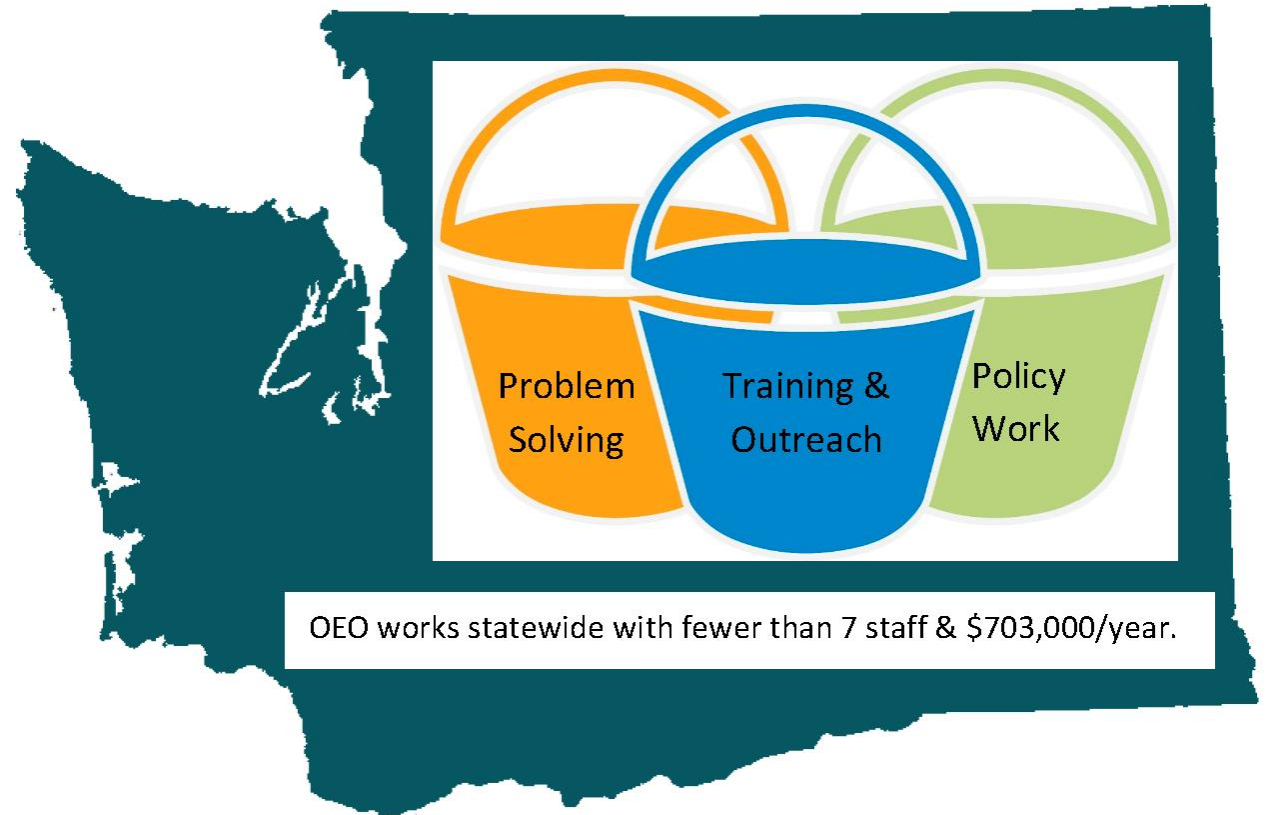 Problem
Solving
Training &
Outreach
Policy
Work
OEO works statewide with fewer than 7 staff & $703,000/year.